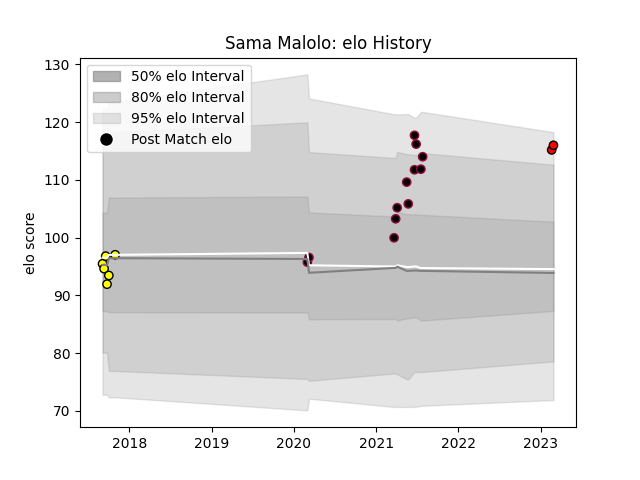 Sama Malolo: elo History
50% elo Interval
80% elo Interval
95% elo Interval
Post Match elo
elo score
130
120
110
100
90
80
70
2018
2019
2020
2021
2022
2023